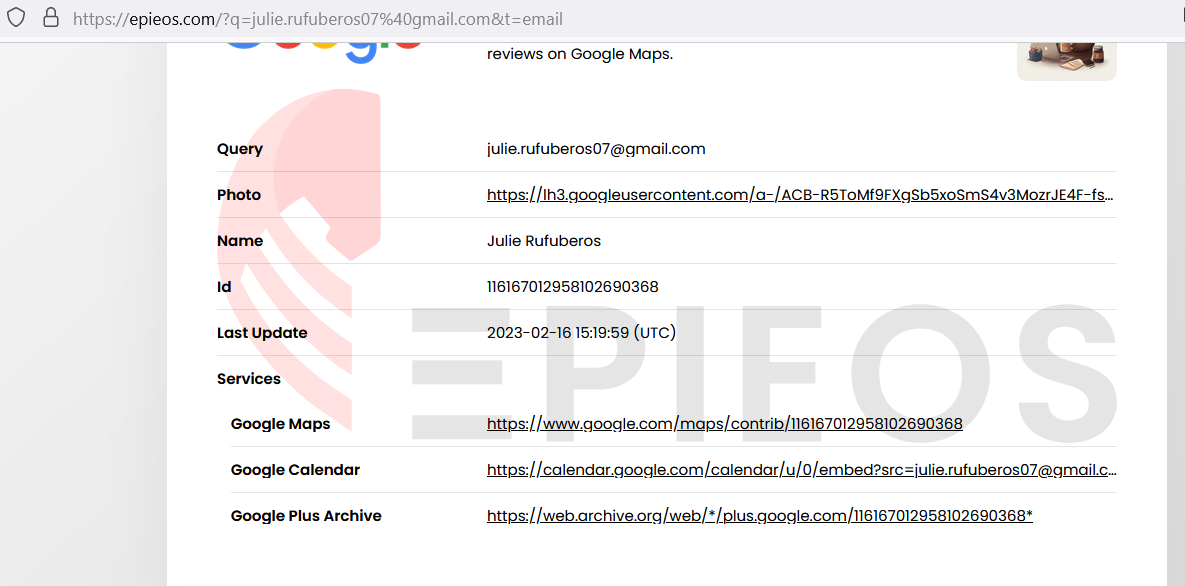 https://epieos.com/?q=julie.rufuberos07%40gmail.com&t=email
Google
reviews on Google Maps.
Query julie.rufuberos07@gmail.com
Photo https://lh3.googleusercontent.com/a-/ACB-R5ToMf9FXgSb5xoSmS4v3MozrJE4F-fs...
Name Julie Rufuberos
Id 116167012958102690368
Last Update 2023-02-16 15:19:59 (UTC)
Services
Google Maps https://www.google.com/maps/contrib/116167012958102690368
Google Calendar https://calendar.google.com/calendar/u/0/embed?src=julie.rufuberos07@gmail.c...
Google Plus Archive https://web.archive.org/web/*/plus.google.com/116167012958102690368*
EPIEOS